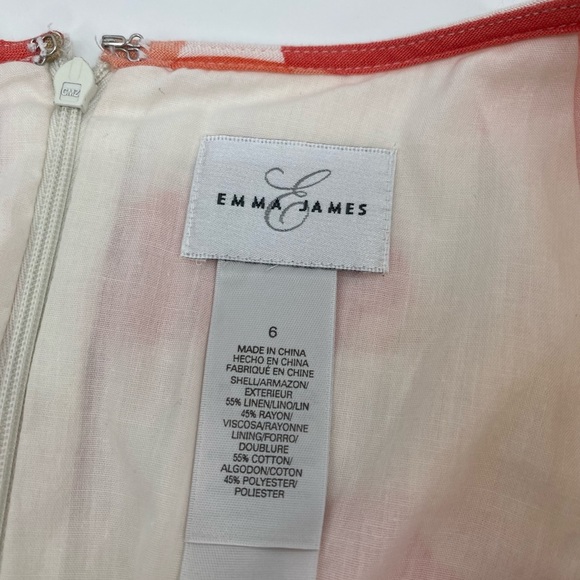 GMZ
E
EMMA JAMES
6
MADE IN CHINA
HECHO EN CHINA
FABRIQUÉ EN CHINE
SHELL/ARMAZON/
EXTERIEUR
55% LINEN/LINO/LIN
45% RAYON/
VISCOSA/RAYONNE
LINING/FORRO/
DOUBLURE
55% COTTON/
ALGODON/COTON
45% POLYESTER/
POLIESTER